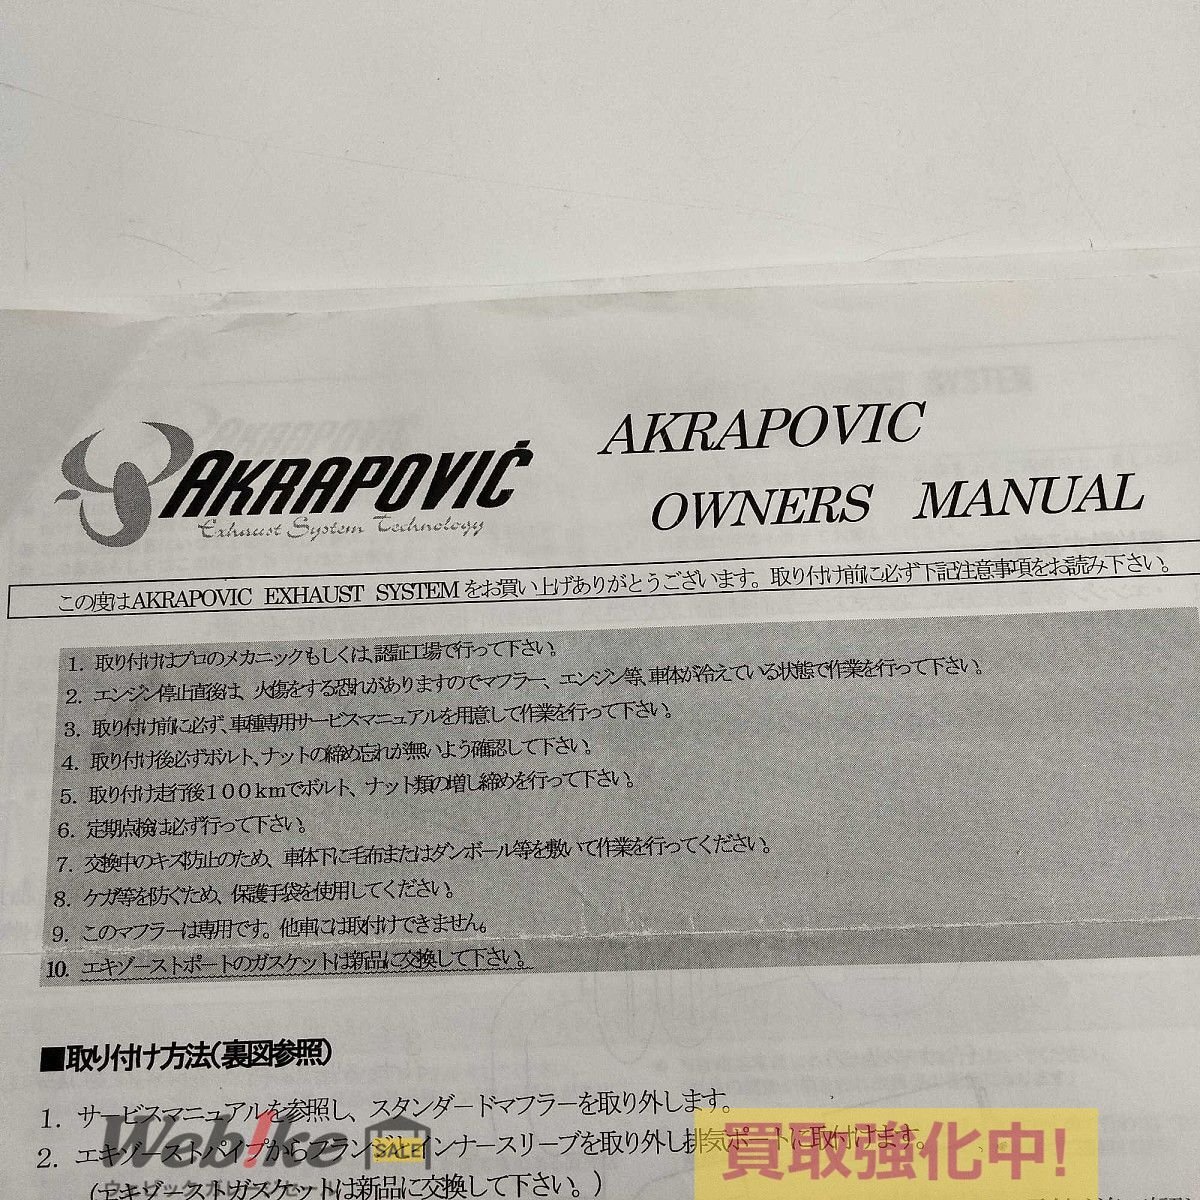 AKRAPOVIČ
Exhaust System Technology
AKRAPOVIC
OWNERS MANUAL
この度はAKRAPOVIC EXHAUST SYSTEMをお買い上げありがとうございます。取り付け前に必ず下記注意事項をお読み下さい。
1. 取り付けはプロのメカニックもしくは、認証工場で行って下さい。
2. エンジン停止直後は、火傷をする恐れがありますのでマフラー、エンジン等、車体が冷えている状態で作業を行って下さい。
3. 取り付け前に必ず、車種専用サービスマニュアルを用意して作業を行って下さい。
4. 取り付け後必ずボルト、ナットの締め忘れが無いよう確認して下さい。
5. 取り付け走行後100kmでボルト、ナット類の増し締めを行って下さい。
6. 定期点検は必ず行って下さい。
7. 交換中のキズ防止のため、車体下に毛布またはダンボール等を敷いて作業を行ってください。
8. ケガ等を防ぐため、保護手袋を使用してください。
9. このマフラーは専用です。他車には取付けできません。
10. エキゾーストポートのガスケットは新品に交換して下さい。
■取り付け方法(裏図参照)
1. サービスマニュアルを参照し、スタンダードマフラーを取り外します。
2. エキゾーストパイプからフランジとインナースリーブを取り外し排気ポートに取付けます。
(エキゾーストガスケットは新品に交換して下さい。)
Webike SALE
買取強化中!